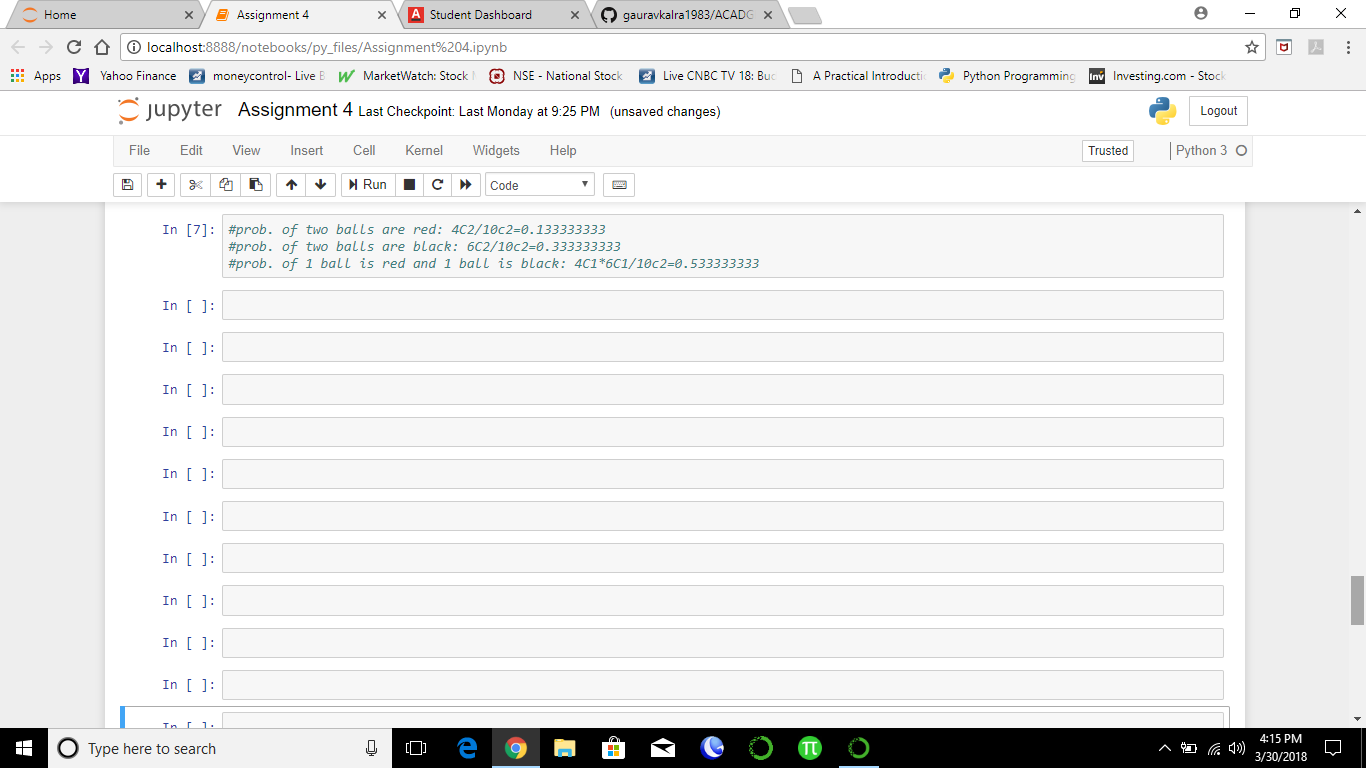 Home
Assignment 4
Student Dashboard
gauravkalra1983/ACADG
localhost:8888/notebooks/py_files/Assignment%204.ipynb
Apps Yahoo Finance moneycontrol- Live B MarketWatch: Stock NSE - National Stock Live CNBC TV 18: Buc A Practical Introductio Python Programming Investing.com - Stock
jupyter Assignment 4 Last Checkpoint: Last Monday at 9:25 PM (unsaved changes)
Logout
File Edit View Insert Cell Kernel Widgets Help
Trusted
Python 3
Run
Code
In [7]: #prob. of two balls are red: 4C2/10c2=0.133333333
#prob. of two balls are black: 6C2/10c2=0.333333333
#prob. of 1 ball is red and 1 ball is black: 4C1*6C1/10c2=0.533333333
In [ ]:
In [ ]:
In [ ]:
In [ ]:
In [ ]:
In [ ]:
In [ ]:
In [ ]:
In [ ]:
In [ ]:
In [ ]:
Type here to search
4:15 PM
3/30/2018